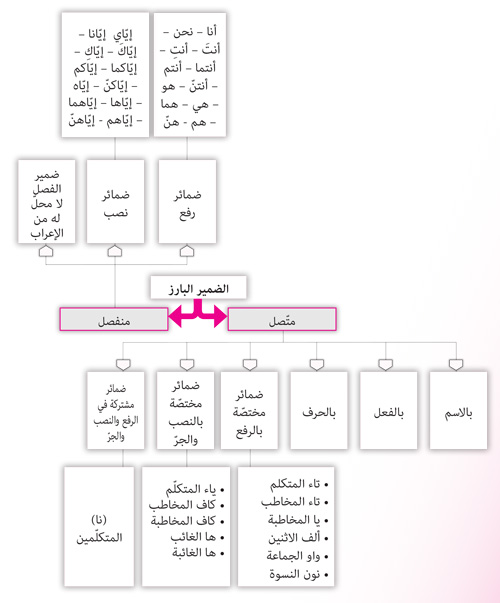 أنا – نحن –
أنتَ – أنتِ –
أنتما – أنتم
– أنتنّ – هو
– هي – هما
– هم - هنّ
إيّاي إيّانا –
إيّاكَ – إيّاكِ –
إيّاكما – إيّاكم
– إيّاكنّ – إيّاه
– إيّاها – إيّاهما
– إيّاهم - إيّاهنّ
ضمائر
رفع
ضمائر
نصب
ضمير
الفصل
لا محلّ
له من
الإعراب
الضمير البارز
متّصل
منفصل
بالاسم
بالفعل
بالحرف
ضمائر
مختصّة
بالرفع
ضمائر
مختصّة
بالنصب
والجرّ
ضمائر
مشتركة في
الرفع والنصب
والجرّ
• تاء المتكلم
• تاء المخاطب
• يا المخاطبة
• ألف الاثنين
• واو الجماعة
• نون النسوة
• ياء المتكلّم
• كاف المخاطب
• كاف المخاطبة
• ها الغائب
• ها الغائبة
(نا)
المتكلّمين